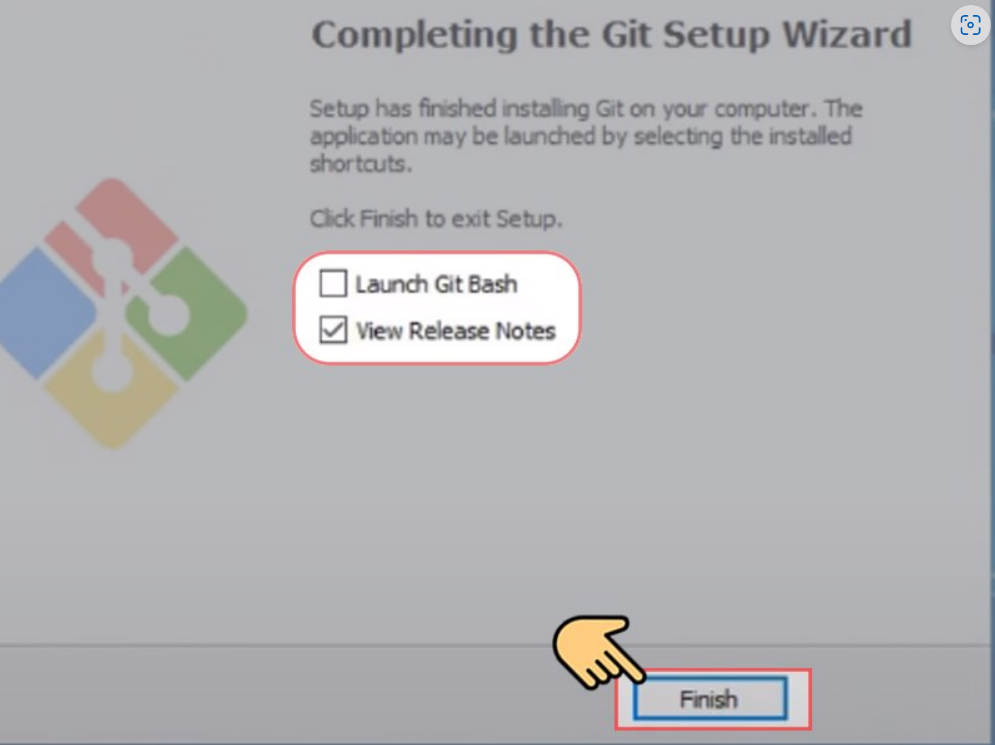 Completing the Git Setup Wizard
Setup has finished installing Git on your computer. The
application may be launched by selecting the installed
shortcuts.
Click Finish to exit Setup.
Launch Git Bash
View Release Notes
Finish